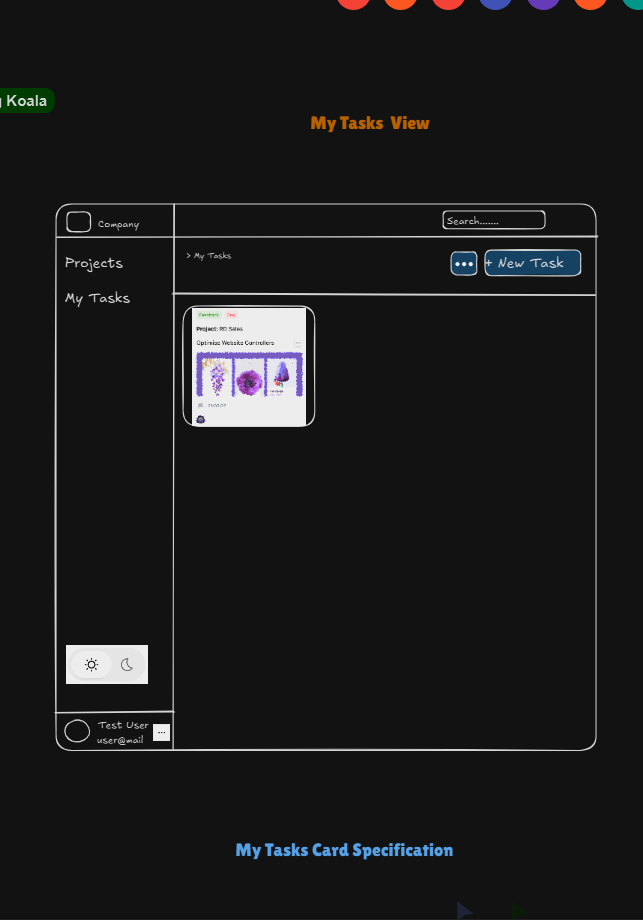 Koala
My Tasks View
Company
Search.......
Projects
> My Tasks
+ New Task
My Tasks
Project: RD Sales
Optimise Website Controllers
Test User
user@mail
My Tasks Card Specification